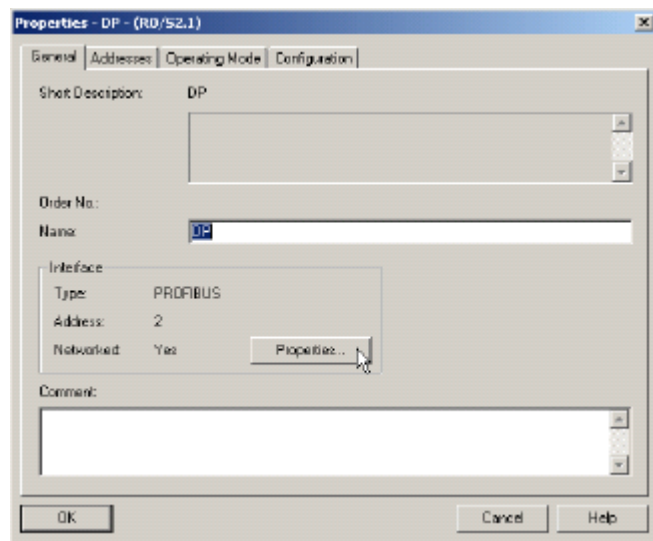 Properties - DP - (R0/S2.1)
General Addresses Operating Mode Configuration
Short Description: DP
Order No.:
Name: DP
Interface
Type: PROFIBUS
Address: 2
Networked: Yes Properties...
Comment:
OK Cancel Help